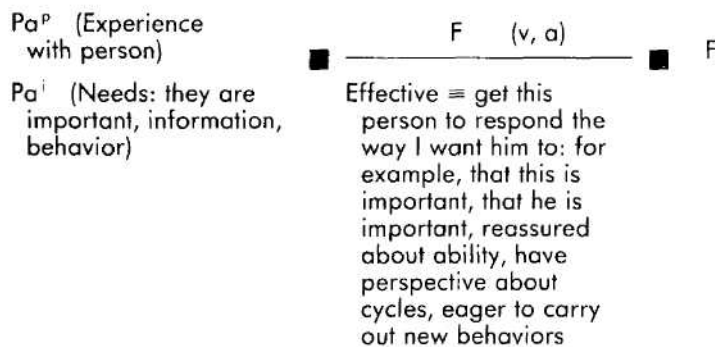 Paᵖ (Experience
with person)
F (v, a)
F
Paⁱ (Needs: they are
important, information,
behavior)
Effective ≡ get this
person to respond the
way I want him to: for
example, that this is
important, that he is
important, reassured
about ability, have
perspective about
cycles, eager to carry
out new behaviors